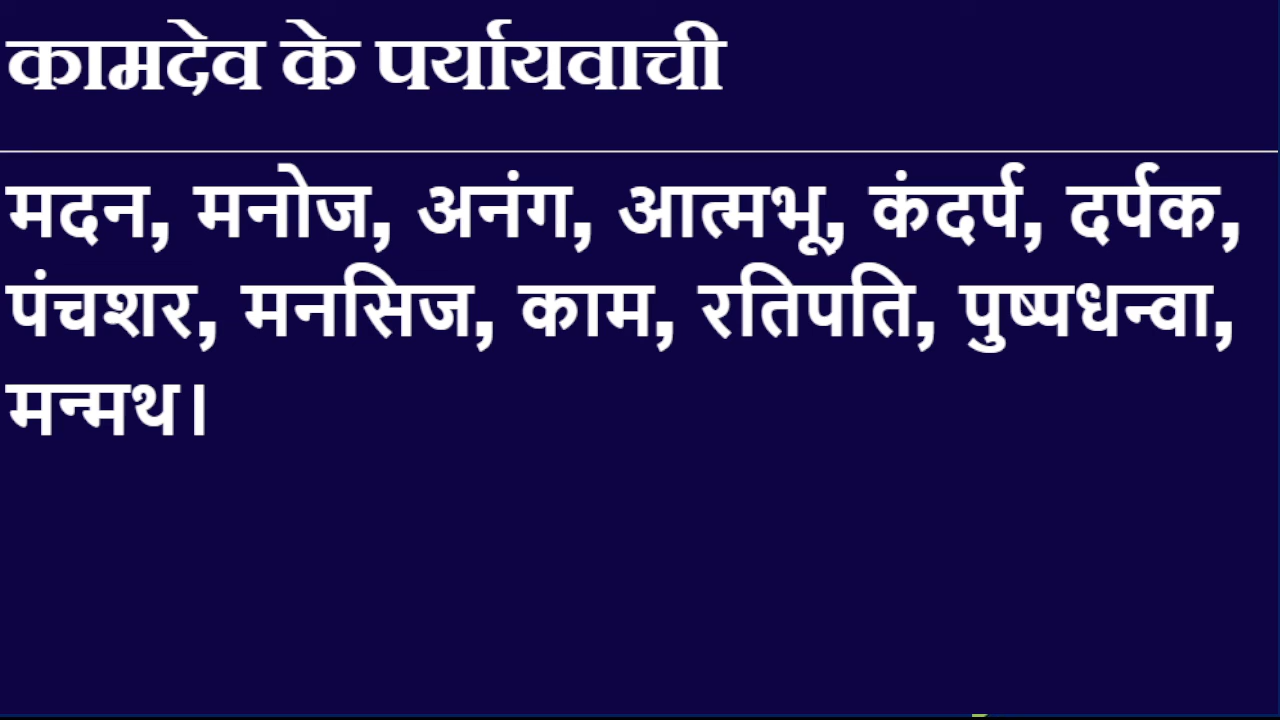 कामदेव के पर्यायवाची
मदन, मनोज, अनंग, आत्मभू, कंदर्प, दर्पक,
पंचशर, मनसिज, काम, रतिपति, पुष्पधन्वा,
मन्मथ।